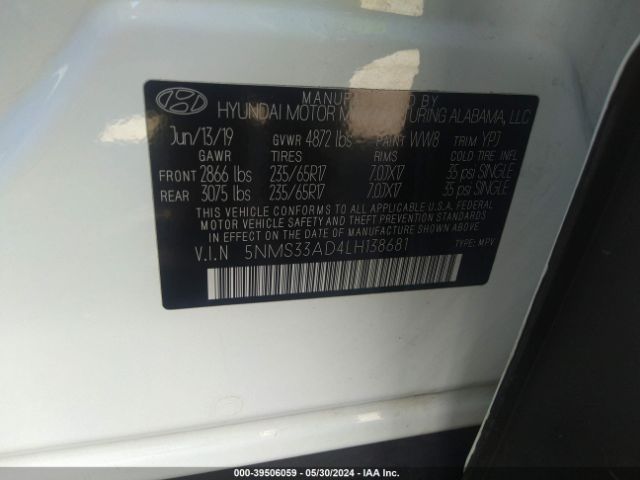 MANUFACTURED BY
HYUNDAI MOTOR MANUFACTURING ALABAMA, LLC
Jun/13/19 GVWR 4872 lbs PAINT WW8 TRIM YPJ
GAWR TIRES RIMS COLD TIRE INFL
FRONT 2866 lbs 235/65R17 7.0JX17 35 psi SINGLE
REAR 3075 lbs 235/65R17 7.0JX17 35 psi SINGLE
THIS VEHICLE CONFORMS TO ALL APPLICABLE U.S.A. FEDERAL
MOTOR VEHICLE SAFETY AND THEFT PREVENTION STANDARDS
IN EFFECT ON THE DATE OF MANUFACTURE SHOWN ABOVE.
V.I.N 5NMS33AD4LH138681 TYPE: MPV
000-39506059 - 05/30/2024 - IAA Inc.